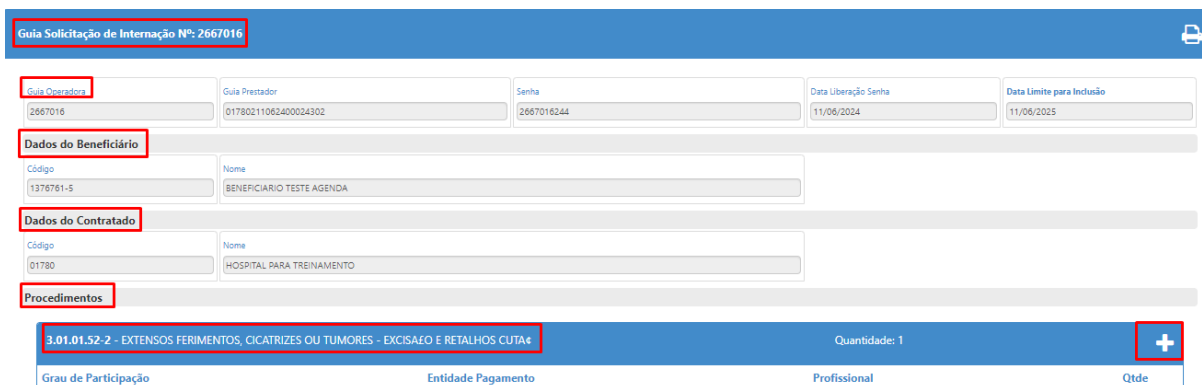 Guia Solicitação de Internação Nº: 2667016
Guia Operadora Guia Prestador Senha Data Liberação Senha Data Limite para Inclusão
2667016 01780211062400024302 2667016244 11/06/2024 11/06/2025
Dados do Beneficiário
Código Nome
1376761-5 BENEFICIARIO TESTE AGENDA
Dados do Contratado
Código Nome
01780 HOSPITAL PARA TREINAMENTO
Procedimentos
3.01.01.52-2 - EXTENSOS FERIMENTOS, CICATRIZES OU TUMORES - EXCISA£O E RETALHOS CUTA¢ Quantidade: 1
Grau de Participação Entidade Pagamento Profissional Qtde